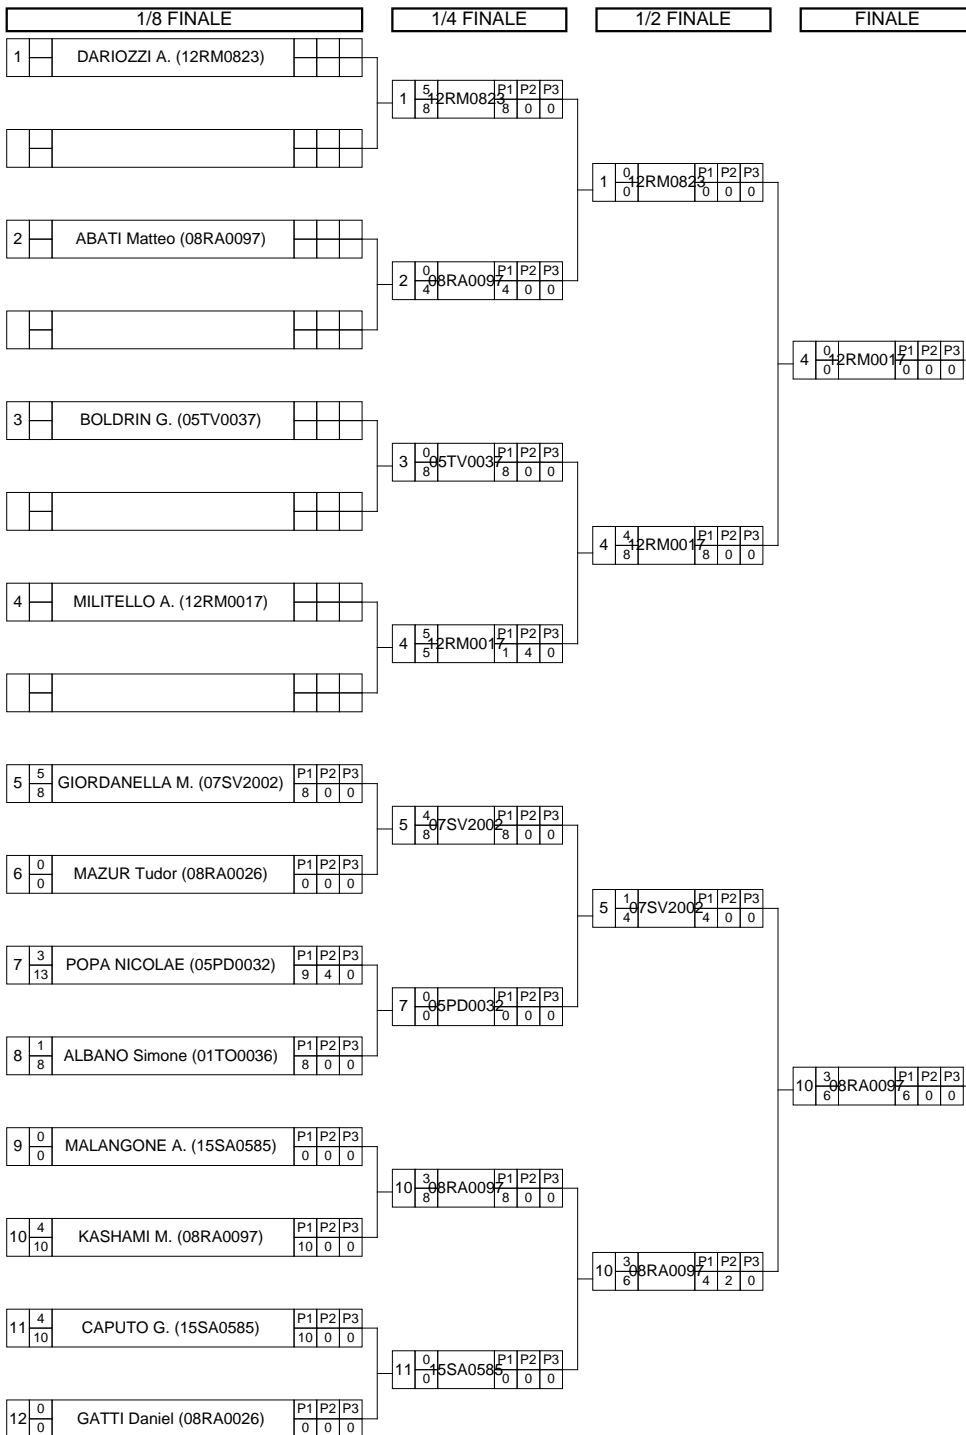 1/8 FINALE
1/4 FINALE
1/2 FINALE
FINALE
1 DARIOZZI A. (12RM0823)
1 5 8 12RM0823 P1 P2 P3 8 0 0
1 0 0 12RM0823 P1 P2 P3 0 0 0
2 ABATI Matteo (08RA0097)
2 0 4 08RA0097 P1 P2 P3 4 0 0
4 0 0 12RM0017 P1 P2 P3 0 0 0
3 BOLDRIN G. (05TV0037)
3 0 8 05TV0037 P1 P2 P3 8 0 0
4 4 8 12RM0017 P1 P2 P3 8 0 0
4 MILITELLO A. (12RM0017)
4 5 5 12RM0017 P1 P2 P3 1 4 0
5 5 8 GIORDANELLA M. (07SV2002) P1 P2 P3 8 0 0
5 4 8 07SV2002 P1 P2 P3 8 0 0
6 0 0 MAZUR Tudor (08RA0026) P1 P2 P3 0 0 0
5 1 4 07SV2002 P1 P2 P3 4 0 0
7 3 13 POPA NICOLAE (05PD0032) P1 P2 P3 9 4 0
7 0 0 05PD0032 P1 P2 P3 0 0 0
8 1 8 ALBANO Simone (01TO0036) P1 P2 P3 8 0 0
10 3 6 08RA0097 P1 P2 P3 6 0 0
9 0 0 MALANGONE A. (15SA0585) P1 P2 P3 0 0 0
10 3 8 08RA0097 P1 P2 P3 8 0 0
10 4 10 KASHAMI M. (08RA0097) P1 P2 P3 10 0 0
10 3 6 08RA0097 P1 P2 P3 4 2 0
11 4 10 CAPUTO G. (15SA0585) P1 P2 P3 10 0 0
11 0 0 15SA0585 P1 P2 P3 0 0 0
12 0 0 GATTI Daniel (08RA0026) P1 P2 P3 0 0 0